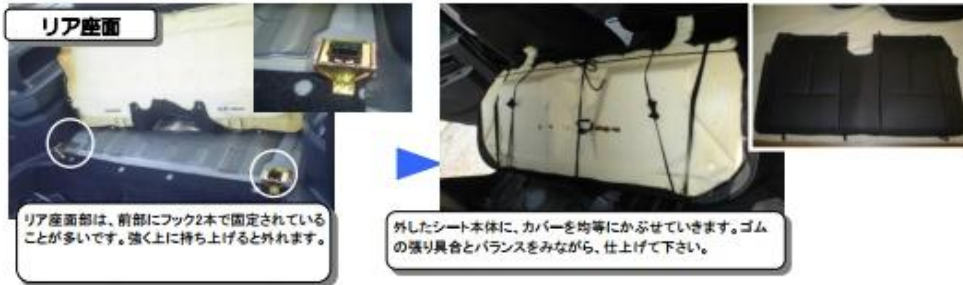 リア座面
リア座面部は、前部にフック2本で固定されている
ことが多いです。強く上に持ち上げると外れます。
外したシート本体に、カバーを均等にかぶせていきます。ゴム
の張り具合とバランスをみながら、仕上げて下さい。